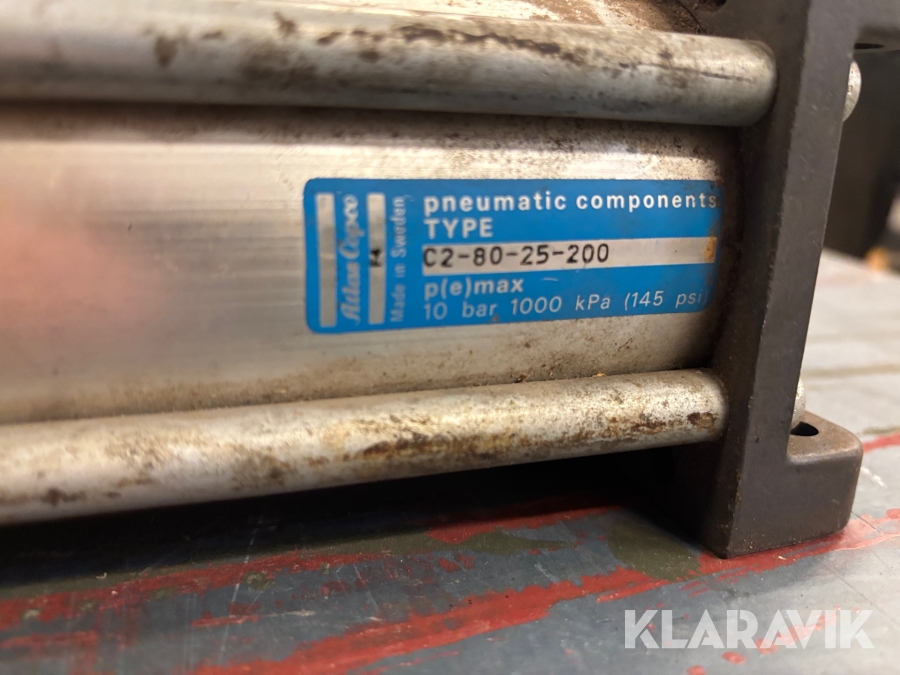 Atlas Copco
Made in Sweden
pneumatic components
TYPE
C2-80-25-200
p(e)max
10 bar 1000 kPa (145 psi)
KLARAVIK